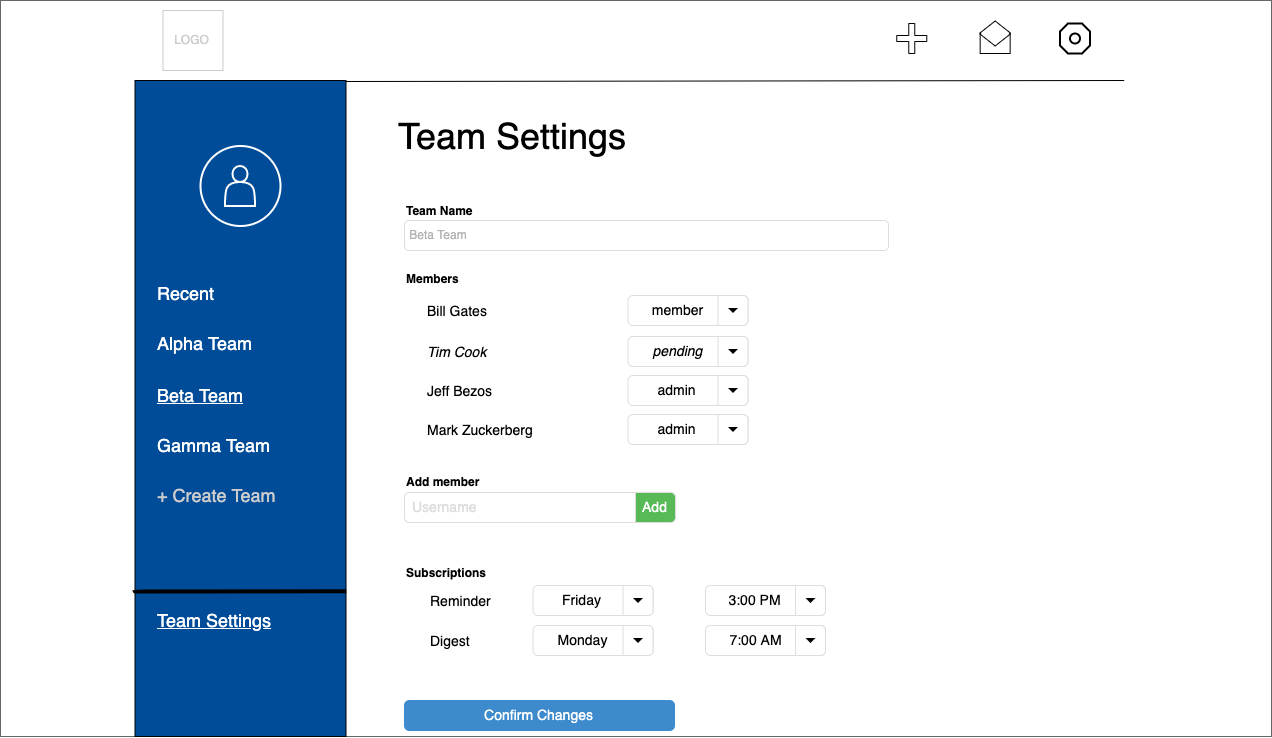 LOGO
Recent
Alpha Team
Beta Team
Gamma Team
+ Create Team
Team Settings
Team Settings
Team Name
Beta Team
Members
Bill Gates member
Tim Cook pending
Jeff Bezos admin
Mark Zuckerberg admin
Add member
Username Add
Subscriptions
Reminder Friday 3:00 PM
Digest Monday 7:00 AM
Confirm Changes